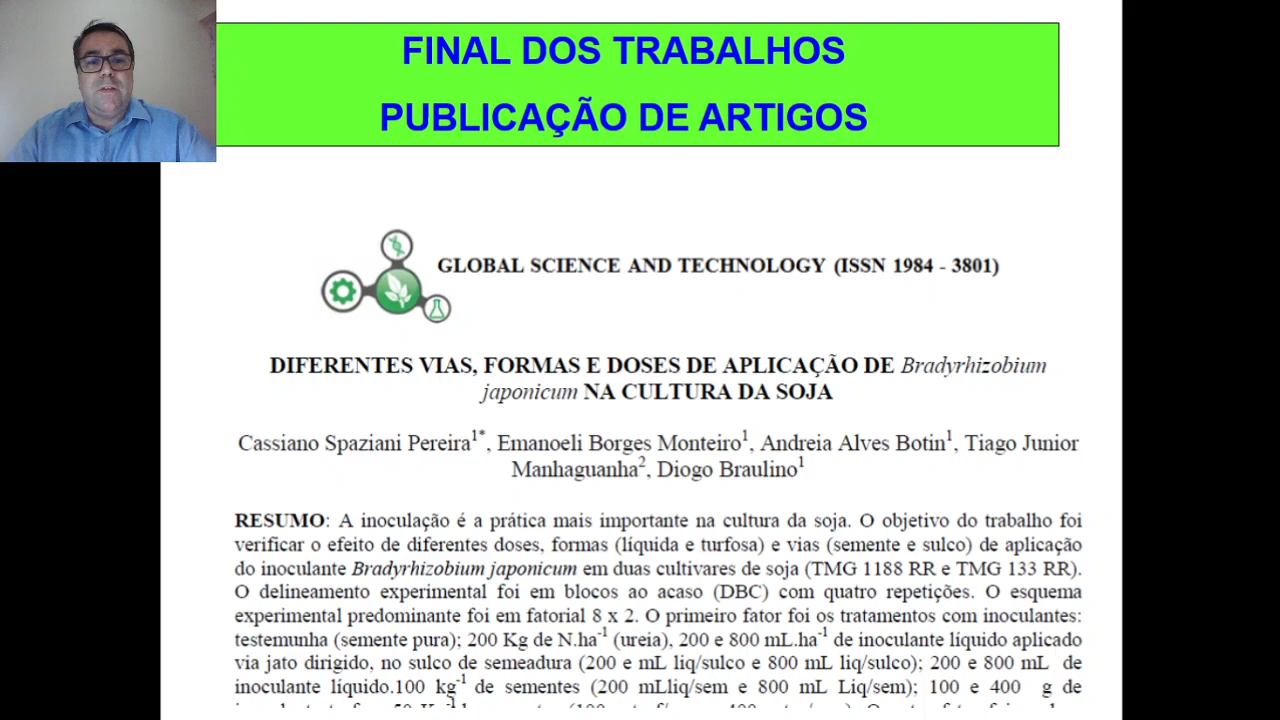 FINAL DOS TRABALHOS
PUBLICAÇÃO DE ARTIGOS
GLOBAL SCIENCE AND TECHNOLOGY (ISSN 1984 - 3801)
DIFERENTES VIAS, FORMAS E DOSES DE APLICAÇÃO DE Bradyrhizobium
japonicum NA CULTURA DA SOJA
Cassiano Spaziani Pereira1*, Emanoeli Borges Monteiro1, Andreia Alves Botin1, Tiago Junior
Manhaguanha2, Diogo Braulino1
RESUMO: A inoculação é a prática mais importante na cultura da soja. O objetivo do trabalho foi
verificar o efeito de diferentes doses, formas (líquida e turfosa) e vias (semente e sulco) de aplicação
do inoculante Bradyrhizobium japonicum em duas cultivares de soja (TMG 1188 RR e TMG 133 RR).
O delineamento experimental foi em blocos ao acaso (DBC) com quatro repetições. O esquema
experimental predominante foi em fatorial 8 x 2. O primeiro fator foi os tratamentos com inoculantes:
testemunha (semente pura); 200 Kg de N.ha-1 (ureia), 200 e 800 mL.ha-1 de inoculante líquido aplicado
via jato dirigido, no sulco de semeadura (200 e mL liq/sulco e 800 mL liq/sulco); 200 e 800 mL de
inoculante líquido.100 kg-1 de sementes (200 mLliq/sem e 800 mL Liq/sem); 100 e 400 g de